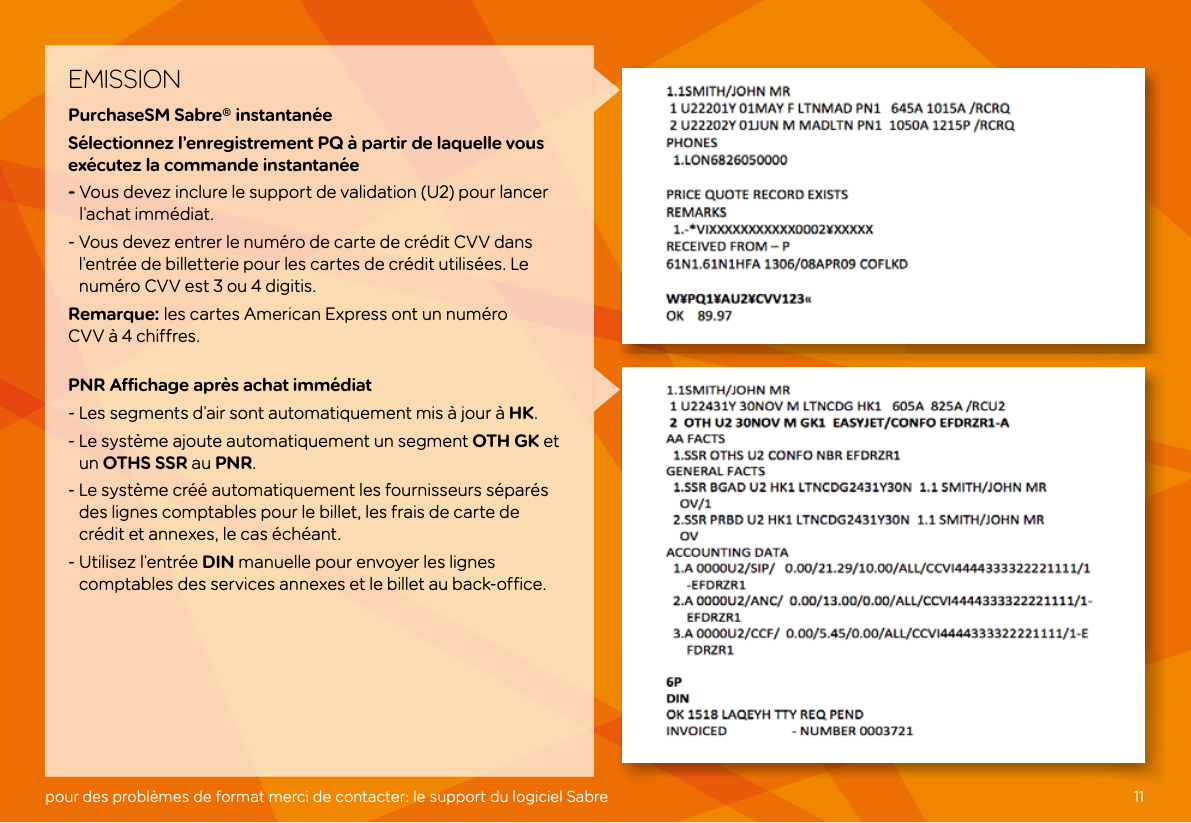 EMISSION
PurchaseSM Sabre® instantanée
Sélectionnez l'enregistrement PQ à partir de laquelle vous
exécutez la commande instantanée
- Vous devez inclure le support de validation (U2) pour lancer
l'achat immédiat.
- Vous devez entrer le numéro de carte de crédit CVV dans
l'entrée de billetterie pour les cartes de crédit utilisées. Le
numéro CVV est 3 ou 4 digitis.
Remarque: les cartes American Express ont un numéro
CVV à 4 chiffres.
PNR Affichage après achat immédiat
- Les segments d'air sont automatiquement mis à jour à HK.
- Le système ajoute automatiquement un segment OTH GK et
un OTHS SSR au PNR.
- Le système créé automatiquement les fournisseurs séparés
des lignes comptables pour le billet, les frais de carte de
crédit et annexes, le cas échéant.
- Utilisez l'entrée DIN manuelle pour envoyer les lignes
comptables des services annexes et le billet au back-office.
1.1SMITH/JOHN MR
1 U22201Y 01MAY F LTNMAD PN1 645A 1015A /RCRQ
2 U22202Y 01JUN M MADLTN PN1 1050A 1215P /RCRQ
PHONES
1.LON6826050000
PRICE QUOTE RECORD EXISTS
REMARKS
1.-*VIXXXXXXXXXXX0002¥XXXXX
RECEIVED FROM – P
61N1.61N1HFA 1306/08APR09 COFLKD
W¥PQ1¥AU2¥CVV123«
OK 89.97
1.1SMITH/JOHN MR
1 U22431Y 30NOV M LTNCDG HK1 605A 825A /RCU2
2 OTH U2 30NOV M GK1 EASYJET/CONFO EFDRZR1-A
AA FACTS
1.SSR OTHS U2 CONFO NBR EFDRZR1
GENERAL FACTS
1.SSR BGAD U2 HK1 LTNCDG2431Y30N 1.1 SMITH/JOHN MR
OV/1
2.SSR PRBD U2 HK1 LTNCDG2431Y30N 1.1 SMITH/JOHN MR
OV
ACCOUNTING DATA
1.A 0000U2/SIP/ 0.00/21.29/10.00/ALL/CCVI4444333322221111/1
-EFDRZR1
2.A 0000U2/ANC/ 0.00/13.00/0.00/ALL/CCVI4444333322221111/1-
EFDRZR1
3.A 0000U2/CCF/ 0.00/5.45/0.00/ALL/CCVI4444333322221111/1-E
FDRZR1
6P
DIN
OK 1518 LAQEYH TTY REQ PEND
INVOICED - NUMBER 0003721
pour des problèmes de format merci de contacter: le support du logiciel Sabre
11